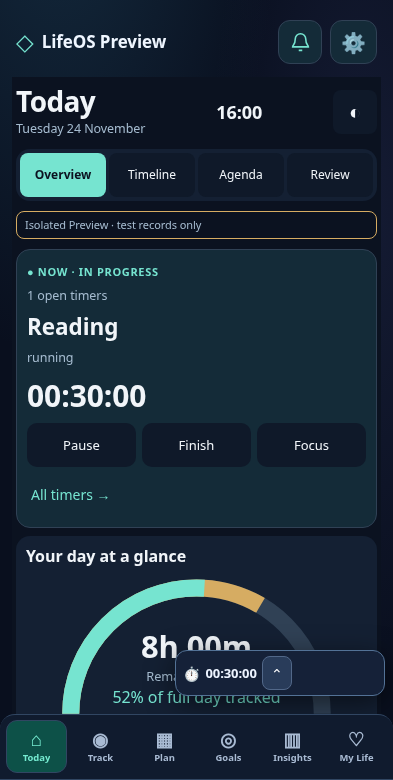 LifeOS Preview
Today
Tuesday 24 November
16:00
Overview
Timeline
Agenda
Review
Isolated Preview · test records only
● NOW · IN PROGRESS
1 open timers
Reading
running
00:30:00
Pause
Finish
Focus
All timers →
Your day at a glance
8h 00m
00:30:00
52% of full day tracked
Today
Track
Plan
Goals
Insights
My Life